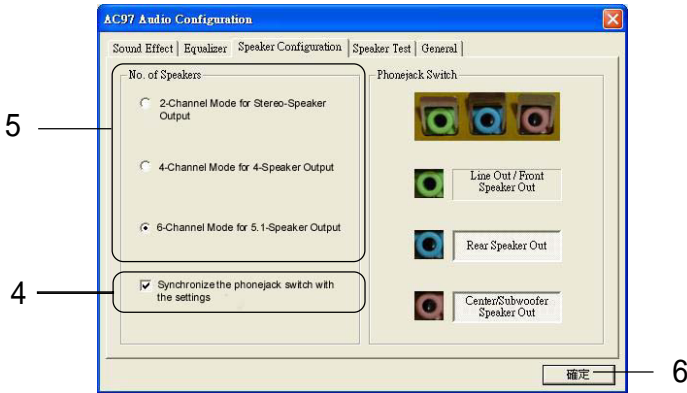 AC97 Audio Configuration
Sound Effect
Equalizer
Speaker Configuration
Speaker Test
General
No. of Speakers
2-Channel Mode for Stereo-Speaker
Output
4-Channel Mode for 4-Speaker Output
6-Channel Mode for 5.1-Speaker Output
Synchronize the phonejack switch with
the settings
Phonejack Switch
Line Out / Front
Speaker Out
Rear Speaker Out
Center/Subwoofer
Speaker Out
確定
5
4
6